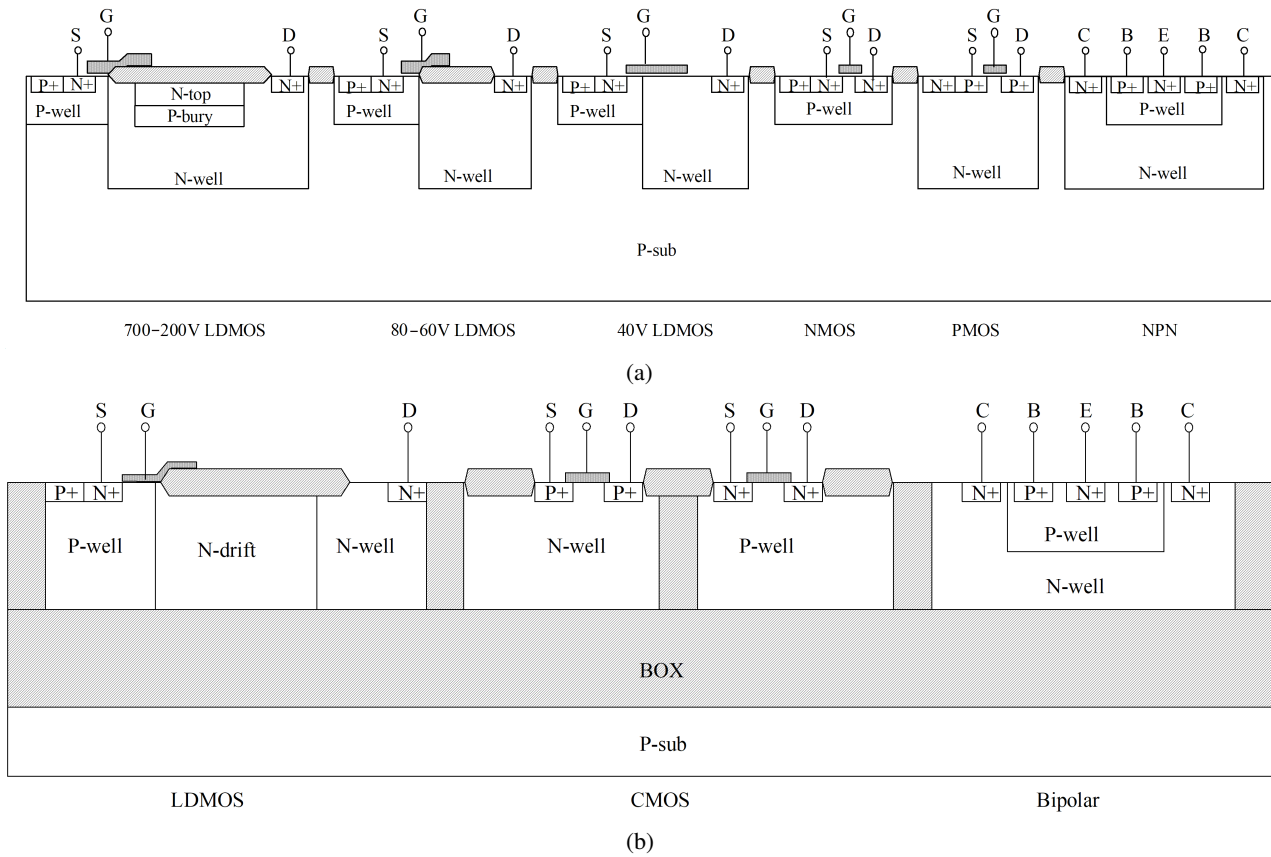 G G G G G
S D S D S D S D S D C B E B C
P+ N+ N+ P+ N+ N+ P+ N+ N+ P+ N+ N+ N+ P+ P+ N+ P+ N+ P+ N+
P-well N-top P-well P-well P-well P-well
P-bury
N-well N-well N-well N-well N-well
P-sub
700-200V LDMOS 80-60V LDMOS 40V LDMOS NMOS PMOS NPN
(a)
S G D S G D S G D C B E B C
P+ N+ N+ P+ P+ N+ N+ N+ P+ N+ P+ N+
P-well N-drift N-well N-well P-well P-well
N-well
BOX
P-sub
LDMOS CMOS Bipolar
(b)